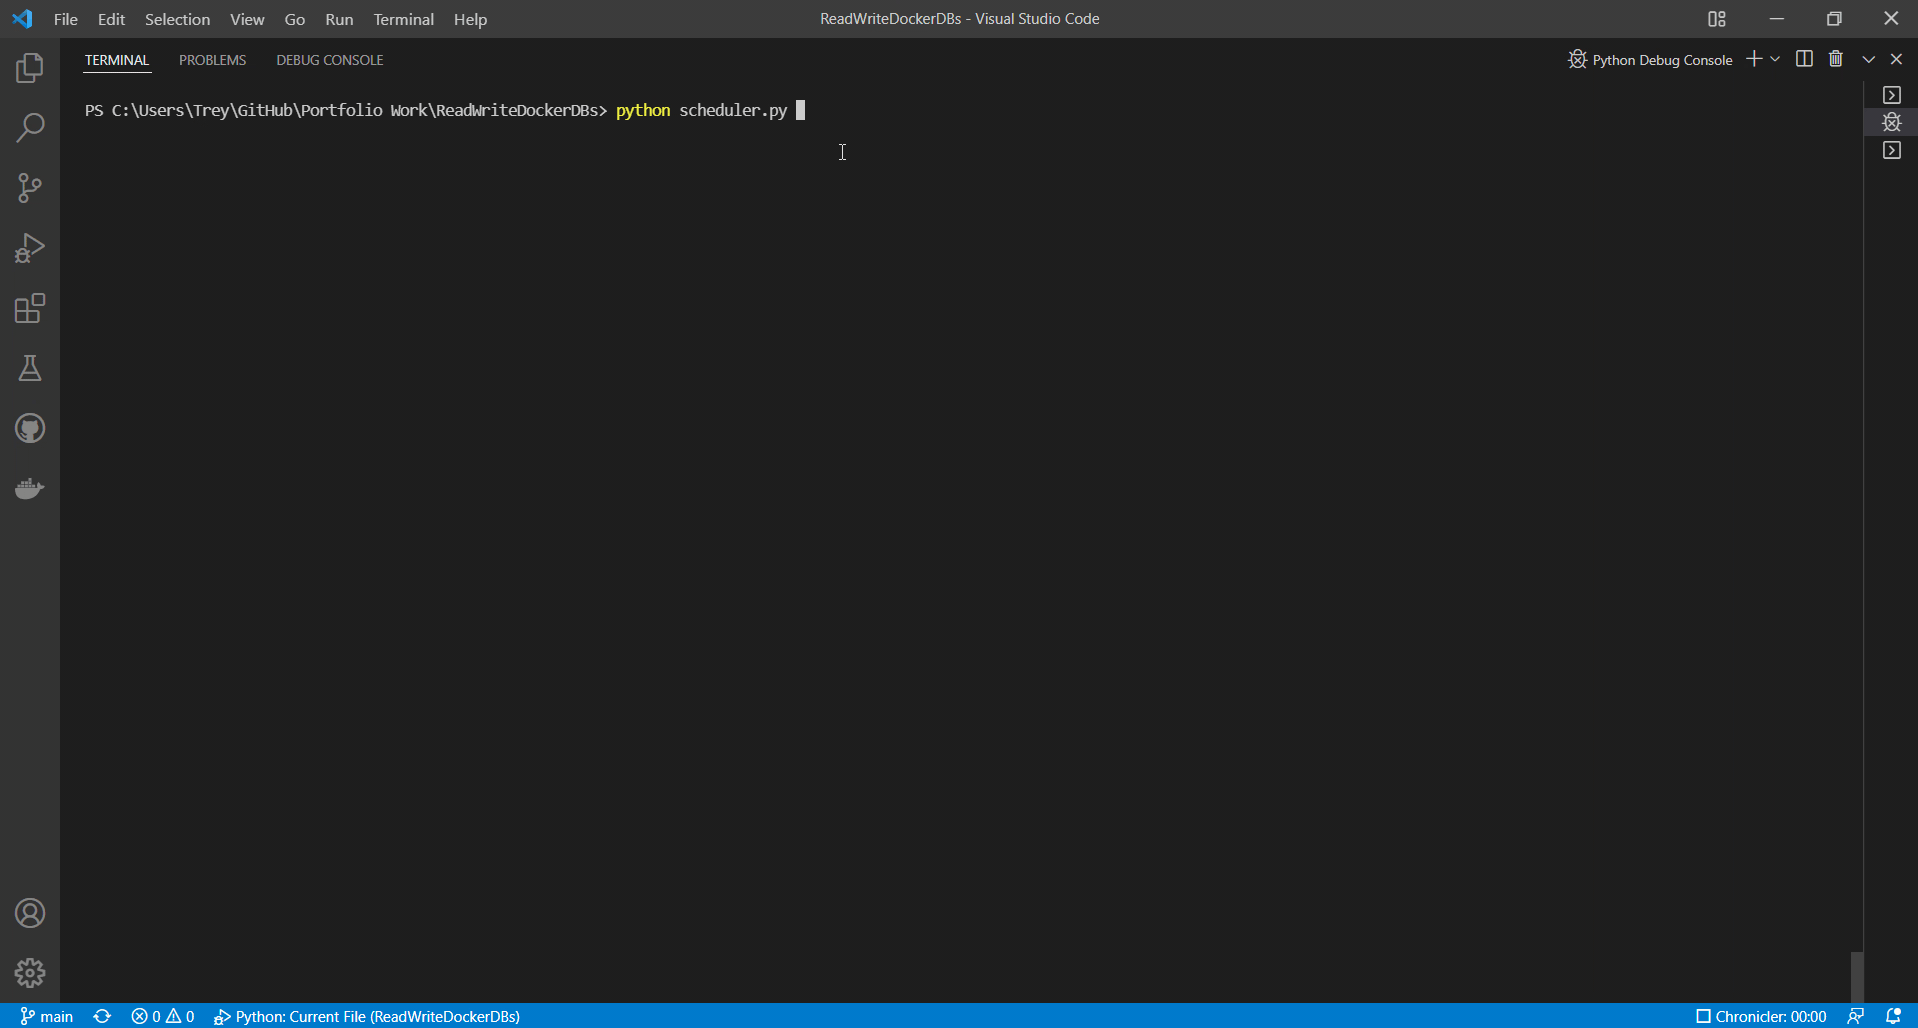 File Edit Selection View Go Run Terminal Help ReadWriteDockerDBs - Visual Studio Code
TERMINAL PROBLEMS DEBUG CONSOLE Python Debug Console
PS C:\Users\Trey\GitHub\Portfolio Work\ReadWriteDockerDBs> python scheduler.py
main 0 0 Python: Current File (ReadWriteDockerDBs) Chronicler: 00:00